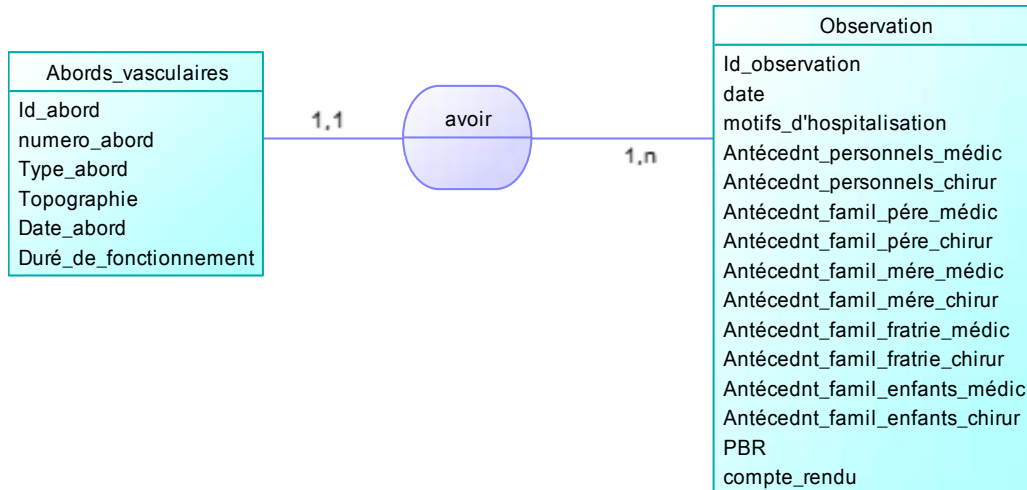 Abords_vasculaires
Id_abord
numero_abord
Type_abord
Topographie
Date_abord
Duré_de_fonctionnement
1,1
avoir
1,n
Observation
Id_observation
date
motifs_d'hospitalisation
Antécednt_personnels_médic
Antécednt_personnels_chirur
Antécednt_famil_pére_médic
Antécednt_famil_pére_chirur
Antécednt_famil_mére_médic
Antécednt_famil_mére_chirur
Antécednt_famil_fratrie_médic
Antécednt_famil_fratrie_chirur
Antécednt_famil_enfants_médic
Antécednt_famil_enfants_chirur
PBR
compte_rendu